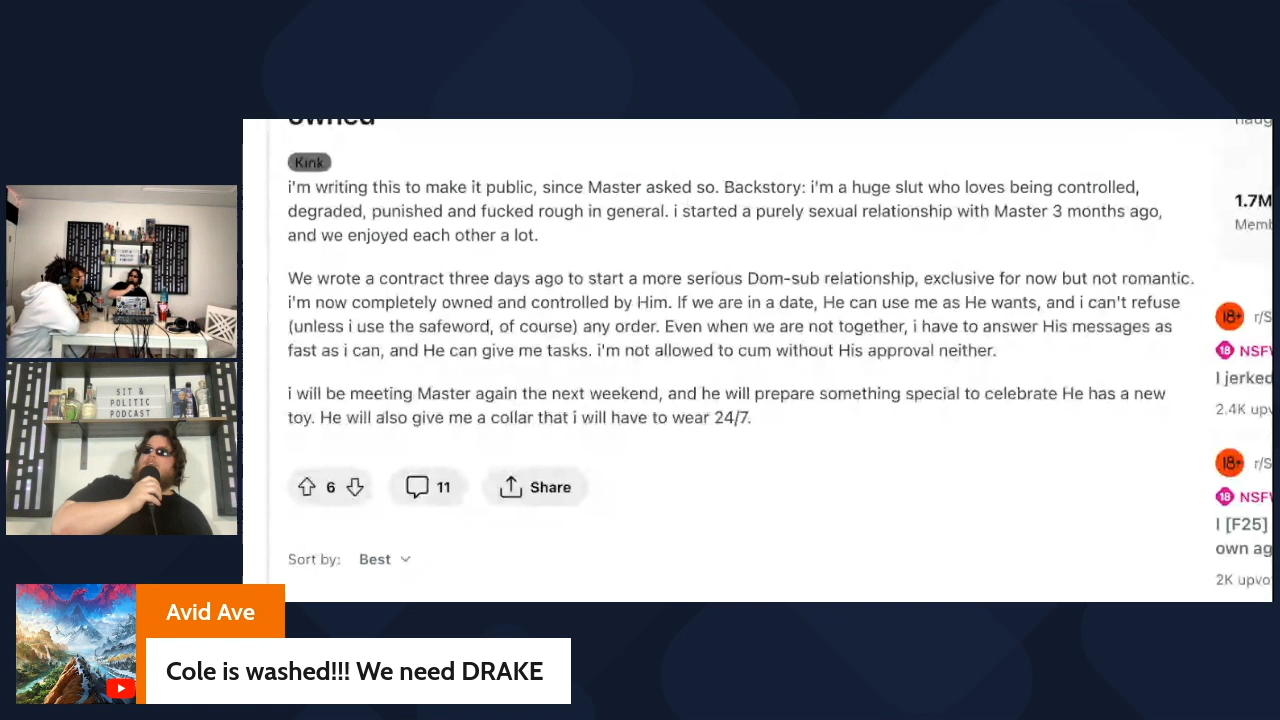 owned
Kink
i'm writing this to make it public, since Master asked so. Backstory: i'm a huge slut who loves being controlled,
degraded, punished and fucked rough in general. i started a purely sexual relationship with Master 3 months ago,
and we enjoyed each other a lot.
We wrote a contract three days ago to start a more serious Dom-sub relationship, exclusive for now but not romantic.
i'm now completely owned and controlled by Him. If we are in a date, He can use me as He wants, and i can't refuse
(unless i use the safeword, of course) any order. Even when we are not together, i have to answer His messages as
fast as i can, and He can give me tasks. i'm not allowed to cum without His approval neither.
i will be meeting Master again the next weekend, and he will prepare something special to celebrate He has a new
toy. He will also give me a collar that i will have to wear 24/7.
6
11
Share
Sort by:
Best
1.7M
Memb
18+ r/S
18 NSFW
I jerked
2.4K upv
18+ r/S
18 NSFW
I [F25]
own ag
2K upvo
SIT &
POLITIC
PODCAST
Avid Ave
Cole is washed!!! We need DRAKE